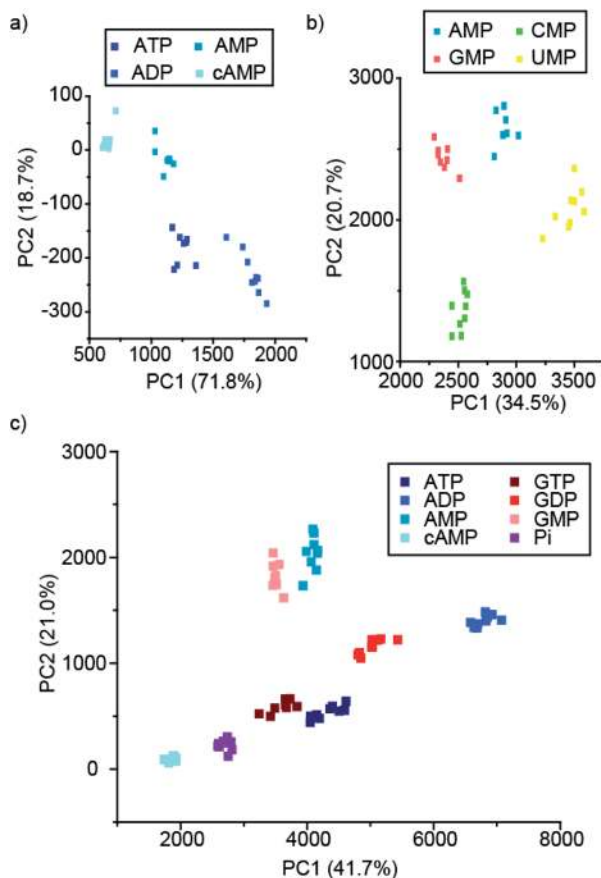 a)
ATP AMP
ADP cAMP
100
0
-100
-200
-300
PC2 (18.7%)
500 1000 1500 2000
PC1 (71.8%)
b)
AMP CMP
GMP UMP
3000
2000
1000
PC2 (20.7%)
2000 2500 3000 3500
PC1 (34.5%)
c)
ATP GTP
ADP GDP
AMP GMP
cAMP Pi
3000
2000
1000
0
PC2 (21.0%)
2000 4000 6000 8000
PC1 (41.7%)